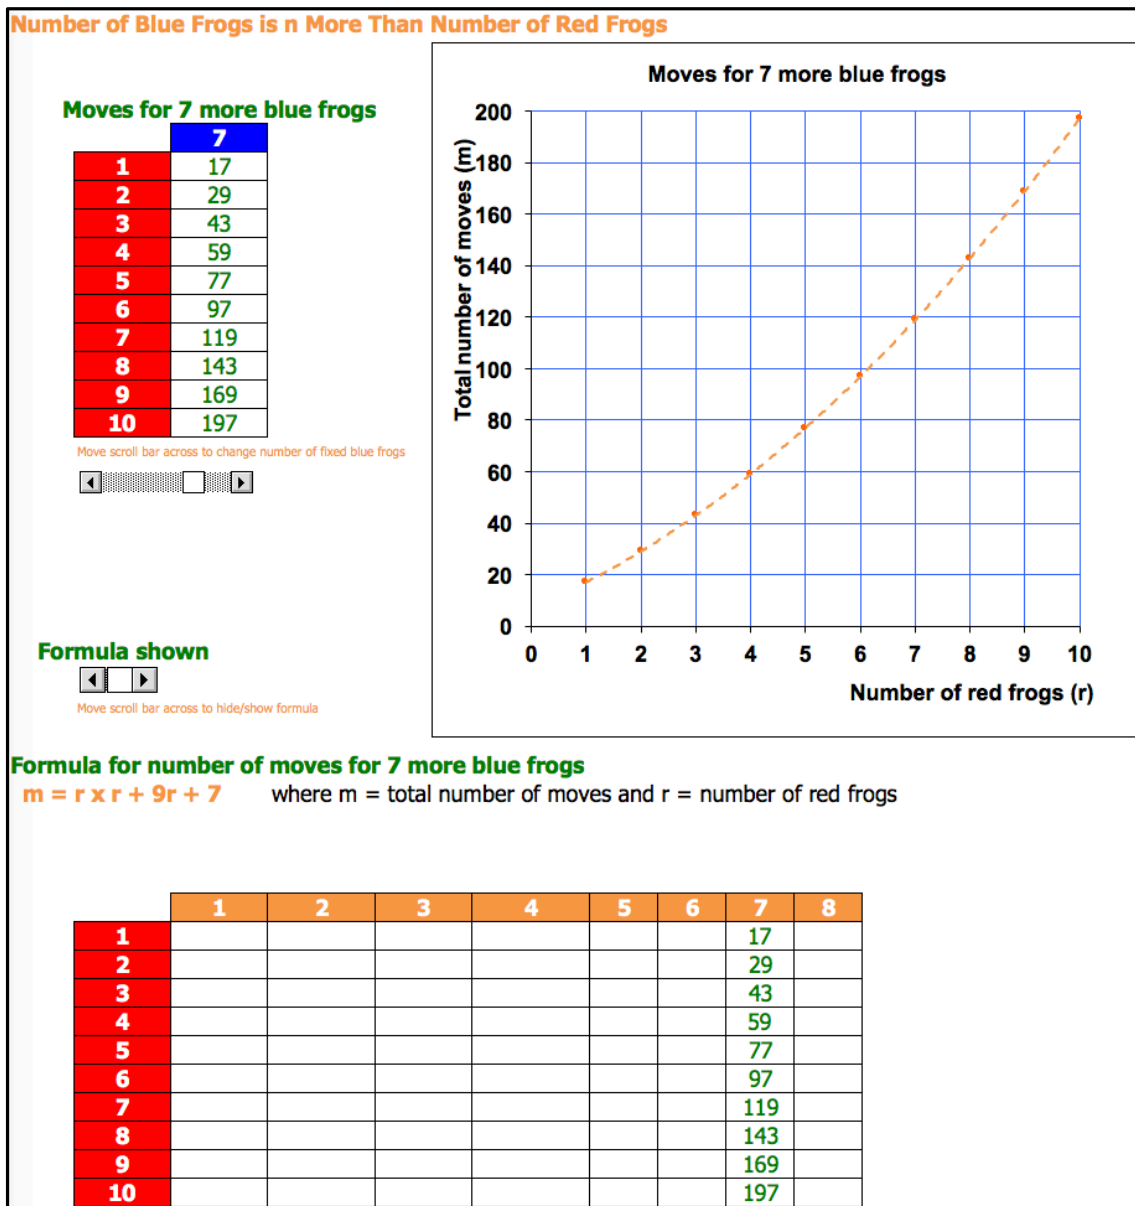 Number of Blue Frogs is n More Than Number of Red Frogs
Moves for 7 more blue frogs
7
1 17
2 29
3 43
4 59
5 77
6 97
7 119
8 143
9 169
10 197
Move scroll bar across to change number of fixed blue frogs
Moves for 7 more blue frogs
Total number of moves (m)
200
180
160
140
120
100
80
60
40
20
0
0 1 2 3 4 5 6 7 8 9 10
Number of red frogs (r)
Formula shown
Move scroll bar across to hide/show formula
Formula for number of moves for 7 more blue frogs
m = r x r + 9r + 7 where m = total number of moves and r = number of red frogs
1 2 3 4 5 6 7 8
1 17
2 29
3 43
4 59
5 77
6 97
7 119
8 143
9 169
10 197